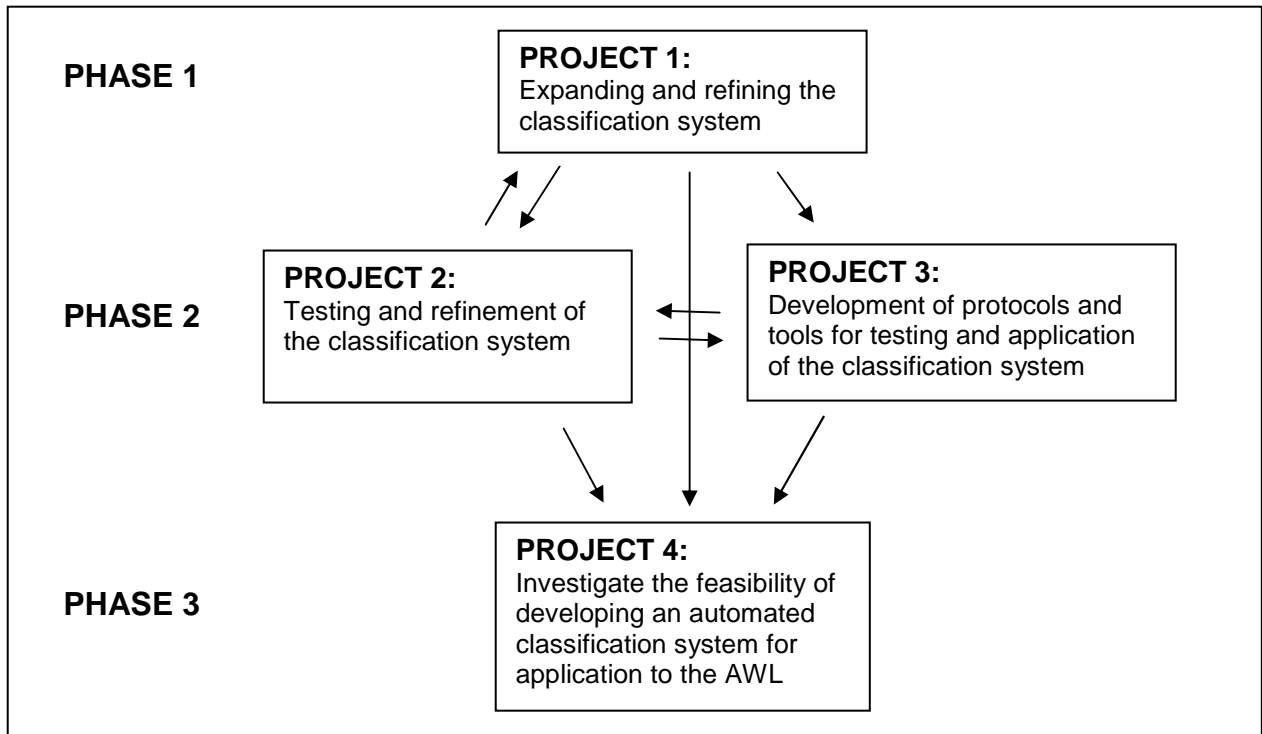 PHASE 1
PROJECT 1:
Expanding and refining the
classification system
PHASE 2
PROJECT 2:
Testing and refinement of
the classification system
PROJECT 3:
Development of protocols and
tools for testing and application
of the classification system
PHASE 3
PROJECT 4:
Investigate the feasibility of
developing an automated
classification system for
application to the AWL